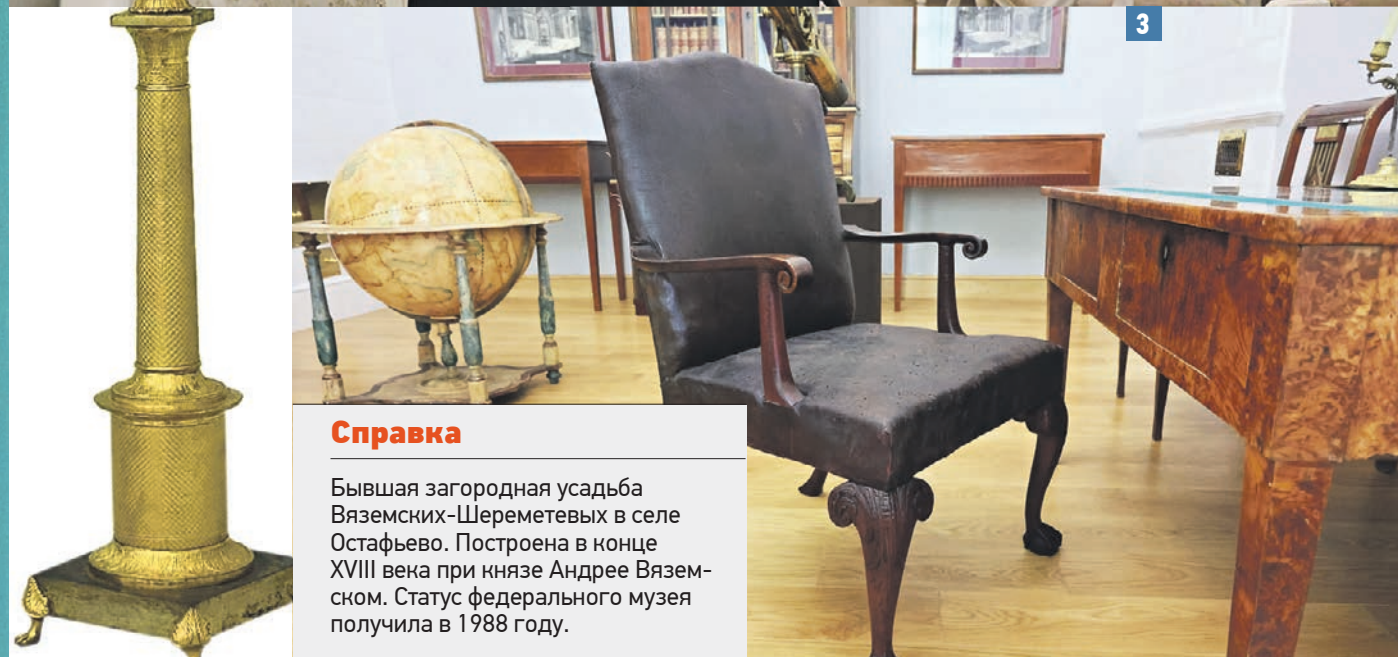 3
Справка
Бывшая загородная усадьба
Вяземских-Шереметевых в селе
Остафьево. Построена в конце
XVIII века при князе Андрее Вязем-
ском. Статус федерального музея
получила в 1988 году.